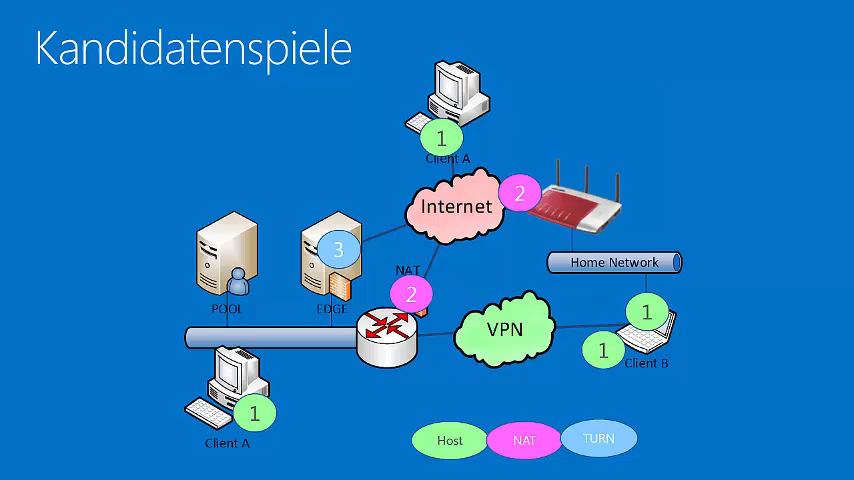 Kandidatenspiele
1
Client A
Internet
2
3
Home Network
NAT
2
POOL
EDGE
VPN
1
1
Client B
1
Client A
Host
NAT
TURN